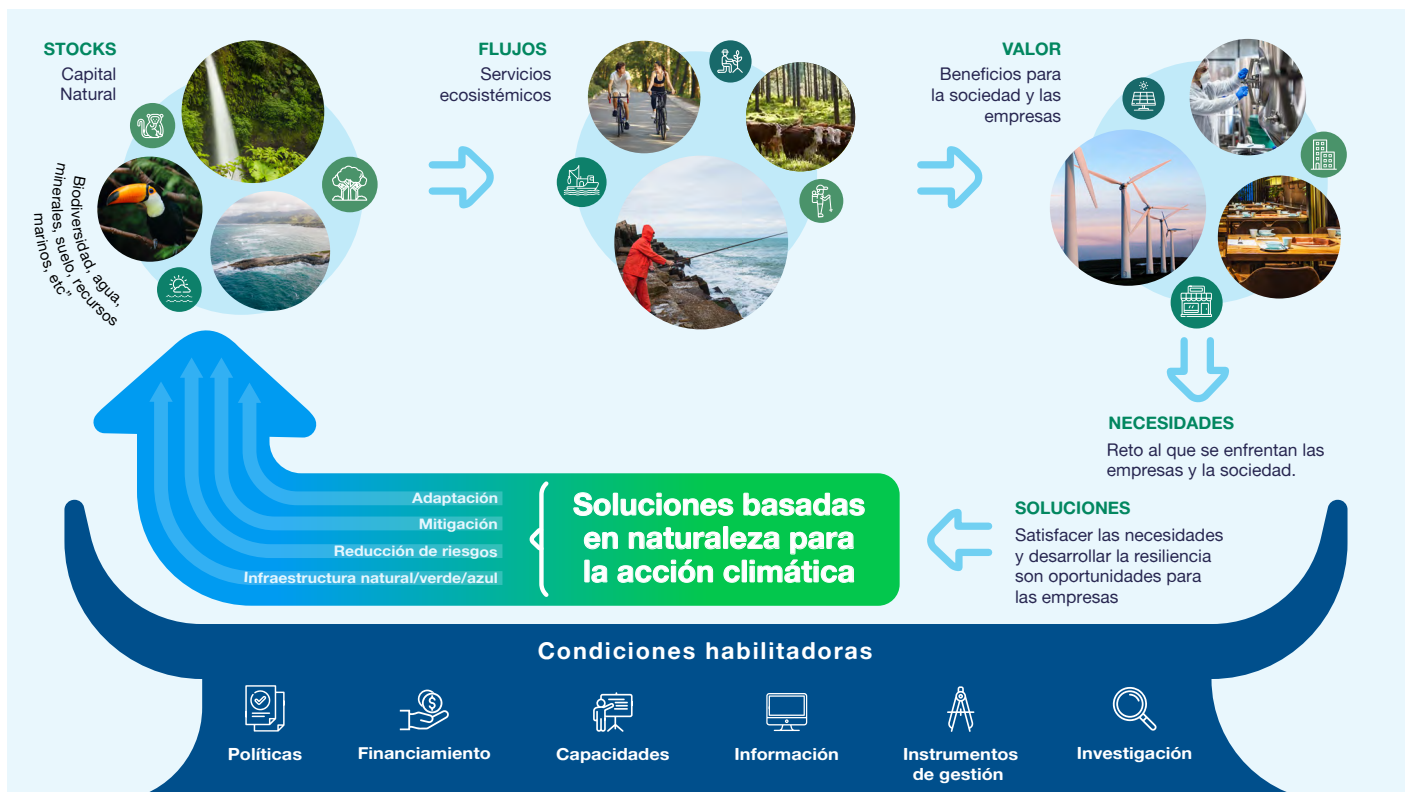 STOCKS
Capital
Natural
Biodiversidad, agua,
minerales, suelo, recursos
marinos, etc"
FLUJOS
Servicios
ecosistémicos
VALOR
Beneficios para
la sociedad y las
empresas
NECESIDADES
Reto al que se enfrentan las
empresas y la sociedad.
SOLUCIONES
Satisfacer las necesidades
y desarrollar la resiliencia
son oportunidades para
las empresas
Soluciones basadas
en naturaleza para
la acción climática
Adaptación
Mitigación
Reducción de riesgos
Infraestructura natural/verde/azul
Condiciones habilitadoras
Políticas
Financiamiento
Capacidades
Información
Instrumentos
de gestión
Investigación